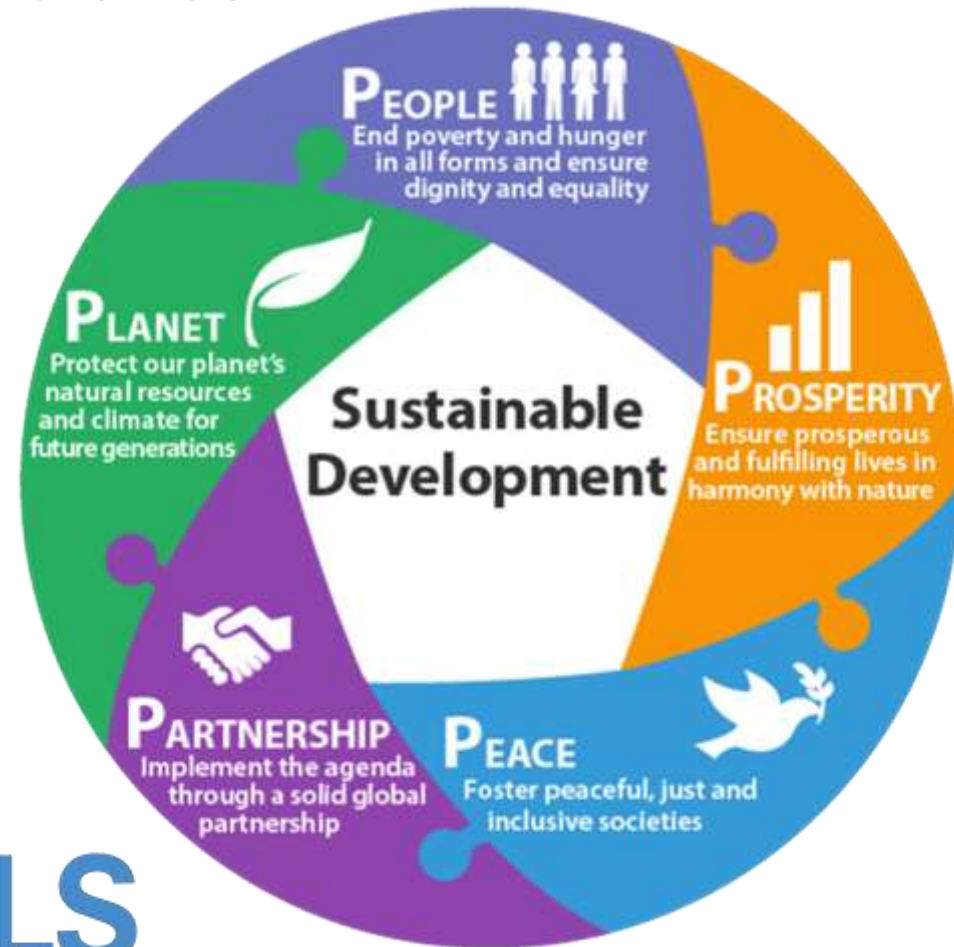 PEOPLE
End poverty and hunger
in all forms and ensure
dignity and equality
PROSPERITY
Ensure prosperous
and fulfilling lives in
harmony with nature
PEACE
Foster peaceful, just and
inclusive societies
PARTNERSHIP
Implement the agenda
through a solid global
partnership
PLANET
Protect our planet's
natural resources
and climate for
future generations
Sustainable
Development
LS